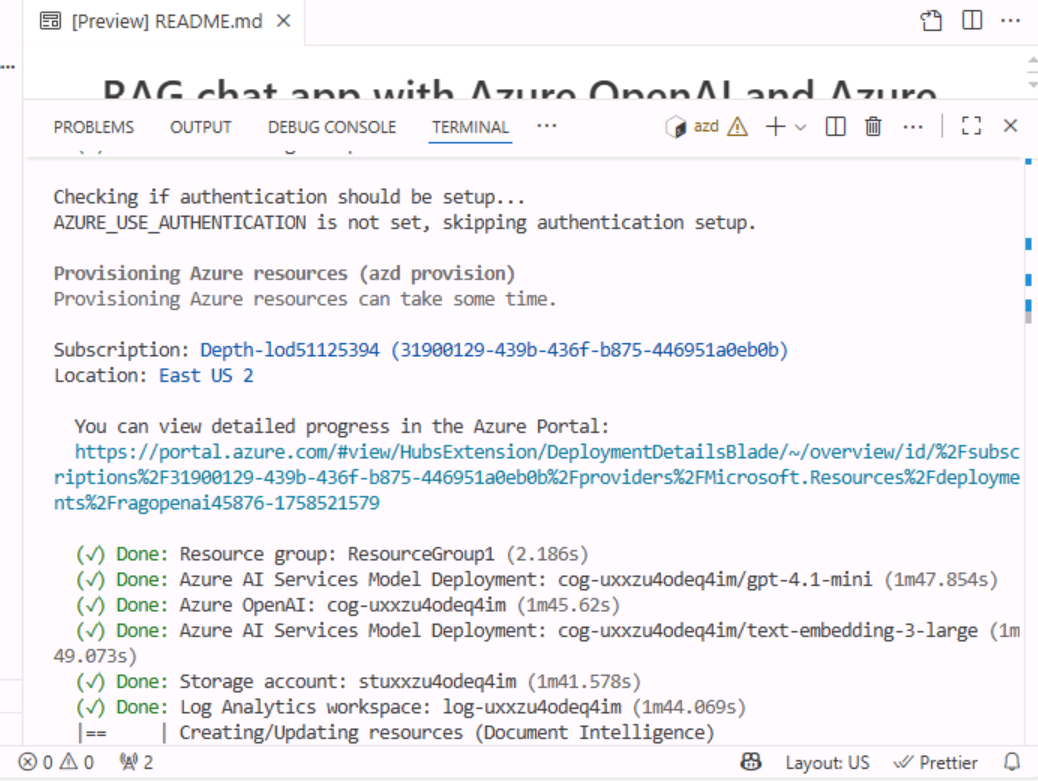 [Preview] README.md
RAG chat app with Azure OpenAI and Azure
PROBLEMS OUTPUT DEBUG CONSOLE TERMINAL ··· azd
Checking if authentication should be setup...
AZURE_USE_AUTHENTICATION is not set, skipping authentication setup.
Provisioning Azure resources (azd provision)
Provisioning Azure resources can take some time.
Subscription: Depth-lod51125394 (31900129-439b-436f-b875-446951a0eb0b)
Location: East US 2
You can view detailed progress in the Azure Portal:
https://portal.azure.com/#view/HubsExtension/DeploymentDetailsBlade/~/overview/id/%2Fsubsc
riptions%2F31900129-439b-436f-b875-446951a0eb0b%2Fproviders%2FMicrosoft.Resources%2Fdeployme
nts%2Fragopenai45876-1758521579
(✓) Done: Resource group: ResourceGroup1 (2.186s)
(✓) Done: Azure AI Services Model Deployment: cog-uxxzu4odeq4im/gpt-4.1-mini (1m47.854s)
(✓) Done: Azure OpenAI: cog-uxxzu4odeq4im (1m45.62s)
(✓) Done: Azure AI Services Model Deployment: cog-uxxzu4odeq4im/text-embedding-3-large (1m
49.073s)
(✓) Done: Storage account: stuxxzu4odeq4im (1m41.578s)
(✓) Done: Log Analytics workspace: log-uxxzu4odeq4im (1m44.069s)
|==     | Creating/Updating resources (Document Intelligence)
0 0 2 Layout: US Prettier